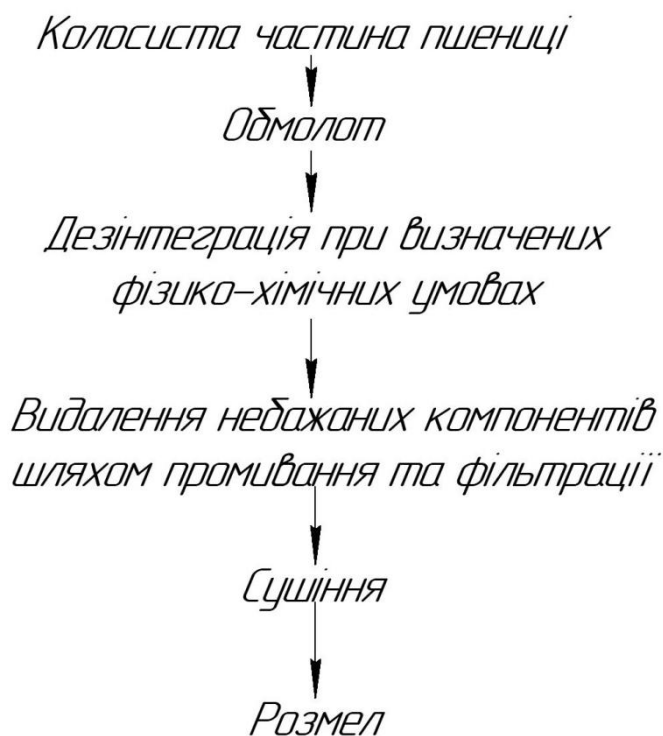 Колосиста частина пшениці
Обмолот
Дезінтеграція при визначених
фізико-хімічних умовах
Видалення небажаних компонентів
шляхом промивання та фільтрації
Сушіння
Розмел